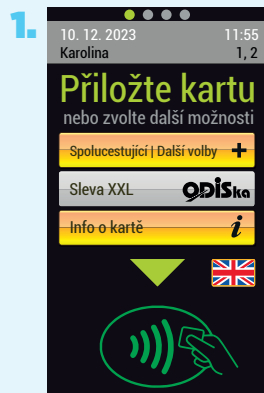 1.
10. 12. 2023 11:55
Karolina 1, 2
Přiložte kartu
nebo zvolte další možnosti
Spolucestující | Další volby +
Sleva XXL ODISka
Info o kartě i